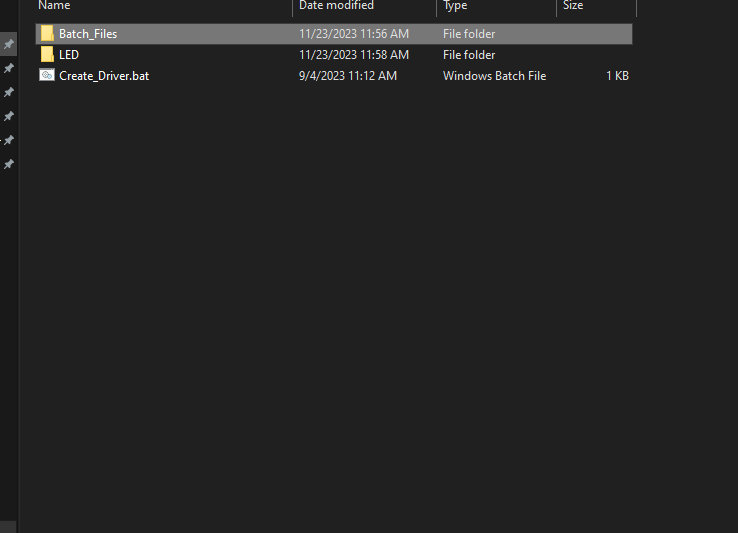 Name Date modified Type Size
Batch_Files 11/23/2023 11:56 AM File folder
LED 11/23/2023 11:58 AM File folder
Create_Driver.bat 9/4/2023 11:12 AM Windows Batch File 1 KB